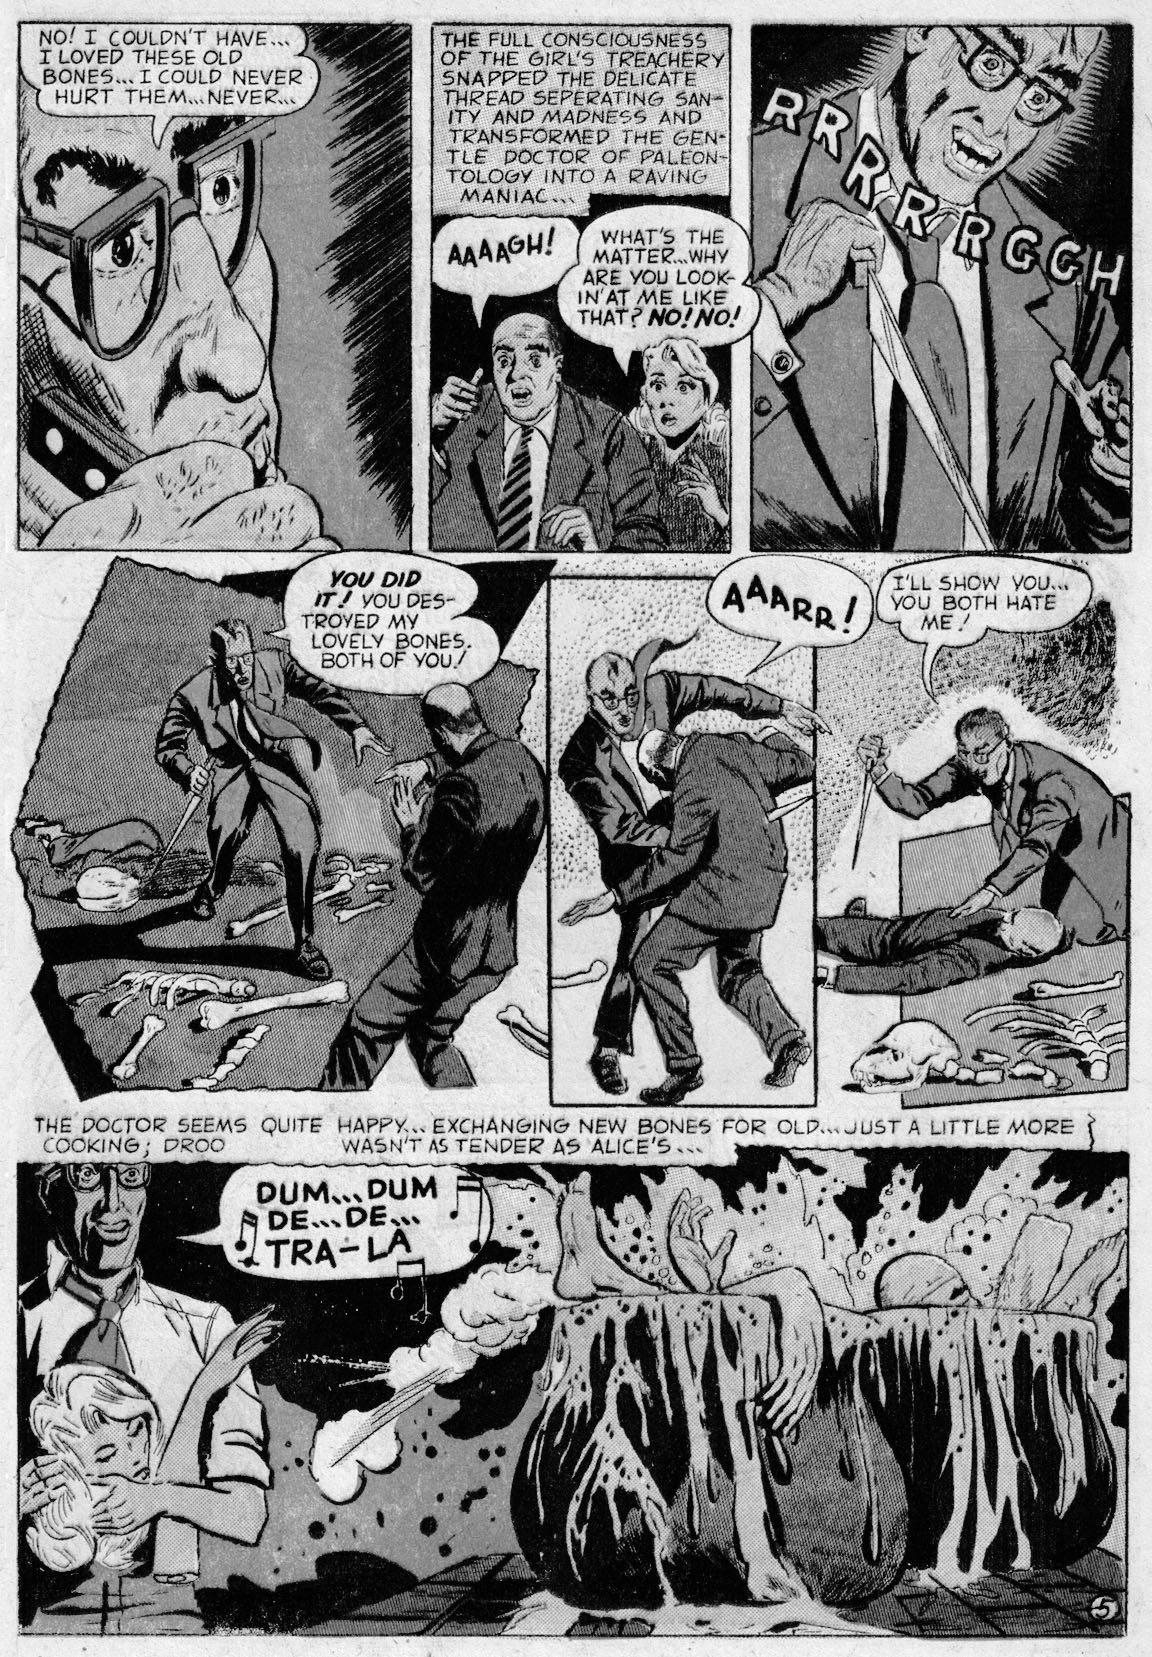 NO! I COULDN'T HAVE...
I LOVED THESE OLD
BONES... I COULD NEVER
HURT THEM... NEVER...
THE FULL CONSCIOUSNESS
OF THE GIRL'S TREACHERY
SNAPPED THE DELICATE
THREAD SEPERATING SAN-
ITY AND MADNESS AND
TRANSFORMED THE GEN-
TLE DOCTOR OF PALEON-
TOLOGY INTO A RAVING
MANIAC...
AAAAGH!
WHAT'S THE
MATTER...WHY
ARE YOU LOOK-
IN' AT ME LIKE
THAT? NO! NO!
RRRRRGGH
YOU DID
IT! YOU DES-
TROYED MY
LOVELY BONES.
BOTH OF YOU!
AAARR!
I'LL SHOW YOU...
YOU BOTH HATE
ME!
THE DOCTOR SEEMS QUITE HAPPY... EXCHANGING NEW BONES FOR OLD... JUST A LITTLE MORE
COOKING; DROO WASN'T AS TENDER AS ALICE'S...
DUM... DUM
DE... DE...
TRA-LA
5